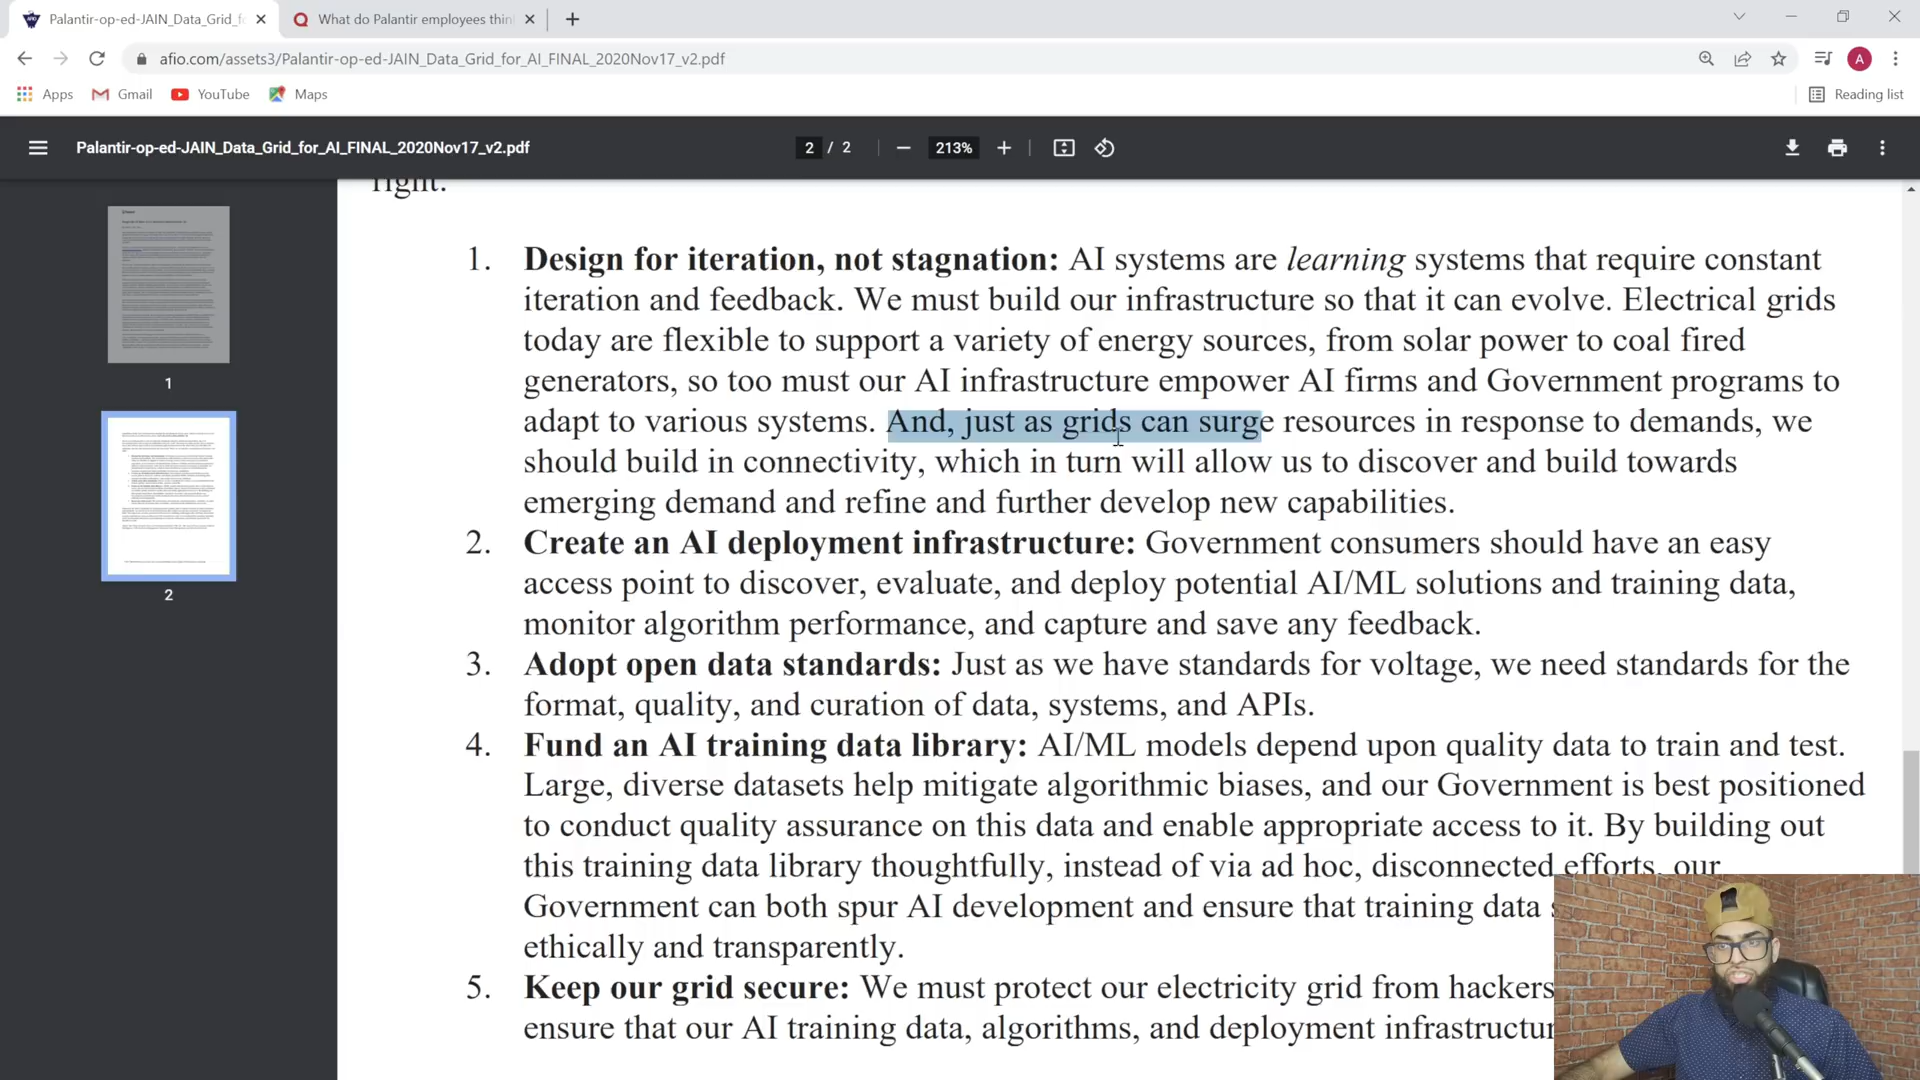 Palantir-op-ed-JAIN_Data_Grid_f
What do Palantir employees thin
afio.com/assets3/Palantir-op-ed-JAIN_Data_Grid_for_AI_FINAL_2020Nov17_v2.pdf
A
Apps
Gmail
YouTube
Maps
Reading list
Palantir-op-ed-JAIN_Data_Grid_for_AI_FINAL_2020Nov17_v2.pdf
2 / 2
213%
right.
1. Design for iteration, not stagnation: AI systems are learning systems that require constant
iteration and feedback. We must build our infrastructure so that it can evolve. Electrical grids
today are flexible to support a variety of energy sources, from solar power to coal fired
generators, so too must our AI infrastructure empower AI firms and Government programs to
adapt to various systems. And, just as grids can surge resources in response to demands, we
should build in connectivity, which in turn will allow us to discover and build towards
emerging demand and refine and further develop new capabilities.
2. Create an AI deployment infrastructure: Government consumers should have an easy
access point to discover, evaluate, and deploy potential AI/ML solutions and training data,
monitor algorithm performance, and capture and save any feedback.
3. Adopt open data standards: Just as we have standards for voltage, we need standards for the
format, quality, and curation of data, systems, and APIs.
4. Fund an AI training data library: AI/ML models depend upon quality data to train and test.
Large, diverse datasets help mitigate algorithmic biases, and our Government is best positioned
to conduct quality assurance on this data and enable appropriate access to it. By building out
this training data library thoughtfully, instead of via ad hoc, disconnected efforts, our
Government can both spur AI development and ensure that training data s
ethically and transparently.
5. Keep our grid secure: We must protect our electricity grid from hackers
ensure that our AI training data, algorithms, and deployment infrastructur
1
2